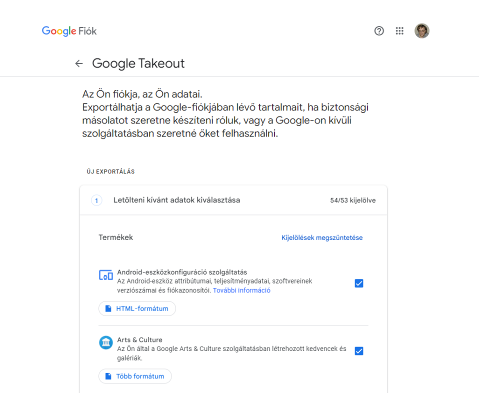 Google Fiók
Google Takeout
Az Ön fiókja, az Ön adatai.
Exportálhatja a Google-fiókjában lévő tartalmait, ha biztonsági
másolatot szeretne készíteni róluk, vagy a Google-on kívüli
szolgáltatásban szeretné őket felhasználni.
ÚJ EXPORTÁLÁS
1 Letölteni kívánt adatok kiválasztása 54/53 kijelölve
Termékek Kijelölések megszüntetése
Android-eszközkonfiguráció szolgáltatás
Az Android-eszköz attribútumai, teljesítményadatai, szoftvereinek
verziószámai és fiókazonosítói. További információ
HTML-formátum
Arts & Culture
Az Ön által a Google Arts & Culture szolgáltatásban létrehozott kedvencek és
galériák.
Több formátum